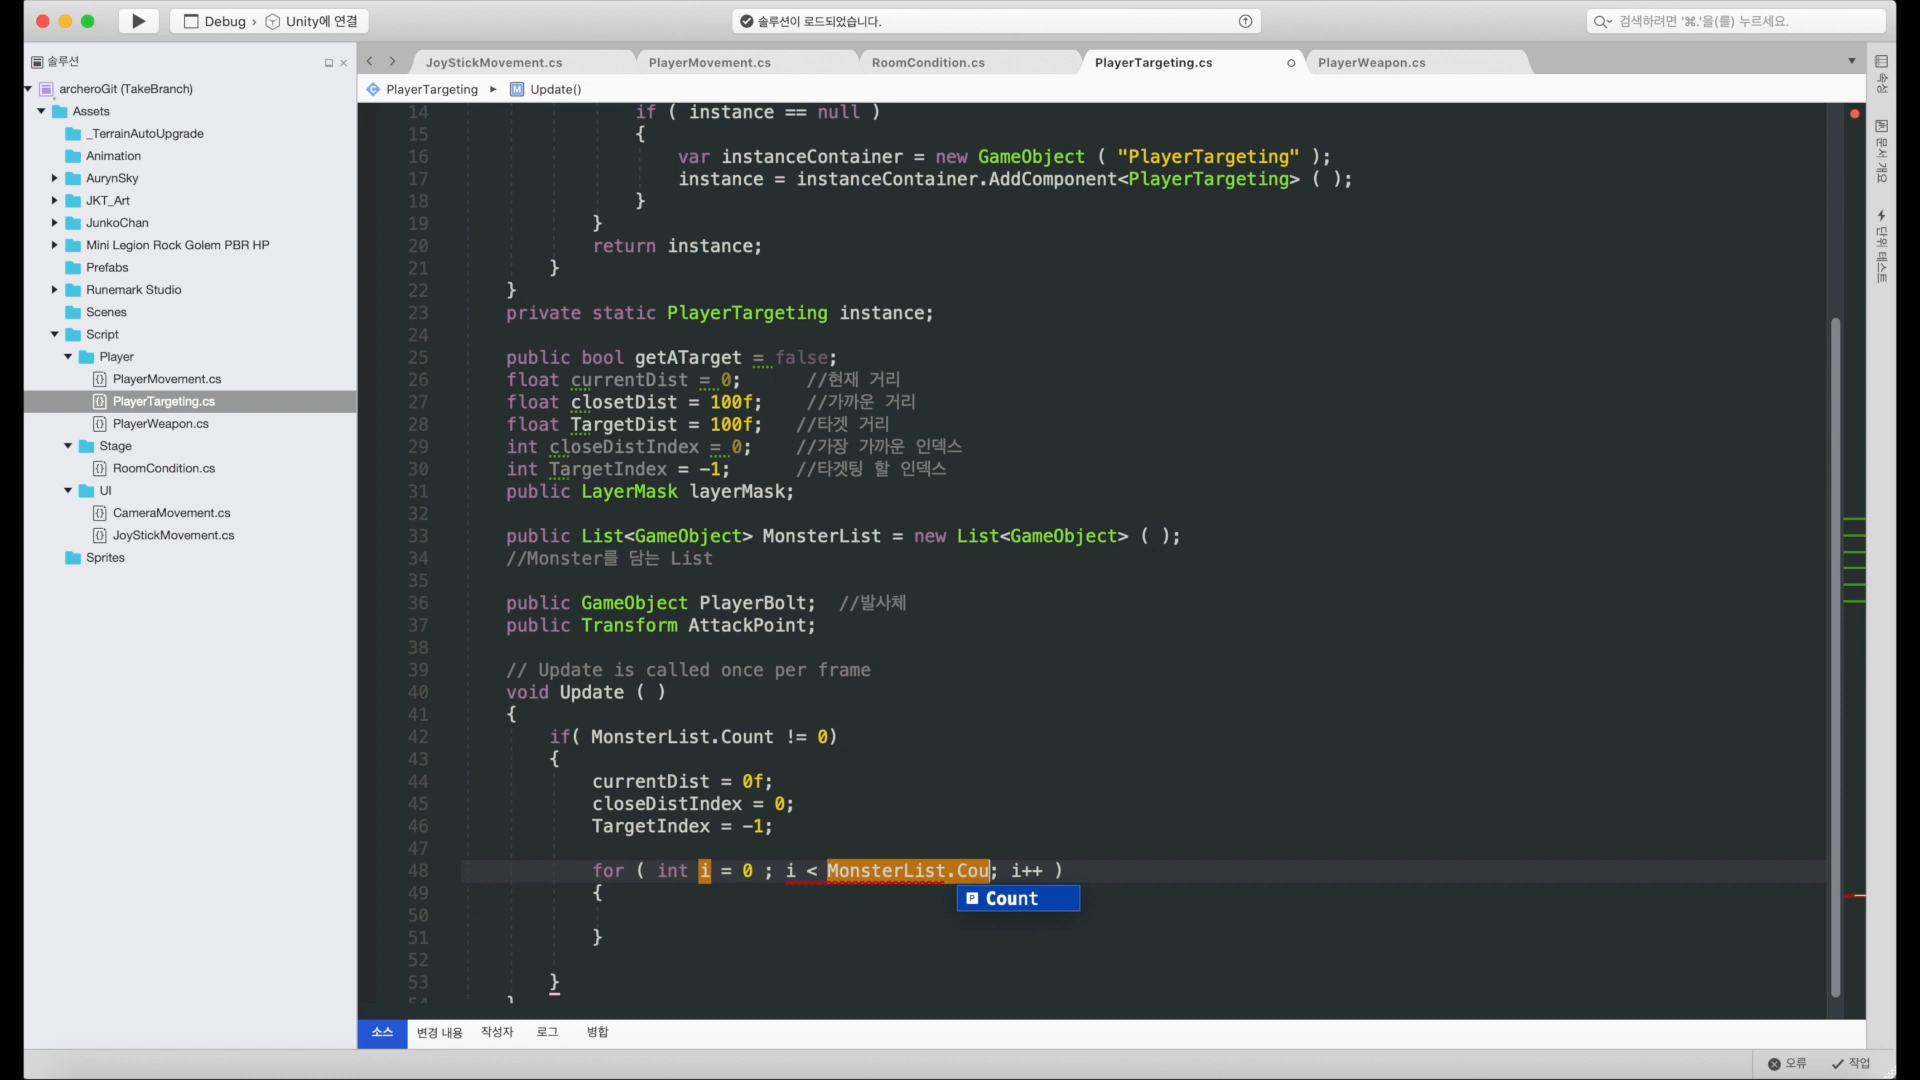 Debug › Unity에 연결
솔루션이 로드되었습니다.
검색하려면 '⌘.'을(를) 누르세요.
솔루션
archeroGit (TakeBranch)
Assets
_TerrainAutoUpgrade
Animation
AurynSky
JKT_Art
JunkoChan
Mini Legion Rock Golem PBR HP
Prefabs
Runemark Studio
Scenes
Script
Player
PlayerMovement.cs
PlayerTargeting.cs
PlayerWeapon.cs
Stage
RoomCondition.cs
UI
CameraMovement.cs
JoyStickMovement.cs
Sprites
JoyStickMovement.cs
PlayerMovement.cs
RoomCondition.cs
PlayerTargeting.cs
PlayerWeapon.cs
PlayerTargeting ▸ Update()
14 if ( instance == null )
15 {
16 var instanceContainer = new GameObject ( "PlayerTargeting" );
17 instance = instanceContainer.AddComponent<PlayerTargeting> ( );
18 }
19 }
20 return instance;
21 }
22 }
23 private static PlayerTargeting instance;
24
25 public bool getATarget = false;
26 float currentDist = 0; //현재 거리
27 float closetDist = 100f; //가까운 거리
28 float TargetDist = 100f; //타겟 거리
29 int closeDistIndex = 0; //가장 가까운 인덱스
30 int TargetIndex = -1; //타겟팅 할 인덱스
31 public LayerMask layerMask;
32
33 public List<GameObject> MonsterList = new List<GameObject> ( );
34 //Monster를 담는 List
35
36 public GameObject PlayerBolt; //발사체
37 public Transform AttackPoint;
38
39 // Update is called once per frame
40 void Update ( )
41 {
42 if( MonsterList.Count != 0)
43 {
44 currentDist = 0f;
45 closeDistIndex = 0;
46 TargetIndex = -1;
47
48 for ( int i = 0 ; i < MonsterList.Cou; i++ )
49 {
Count
50
51 }
52
53 }
54 }
소스 변경 내용 작성자 로그 병합
속성
문서 개요
단위 테스트
오류 작업